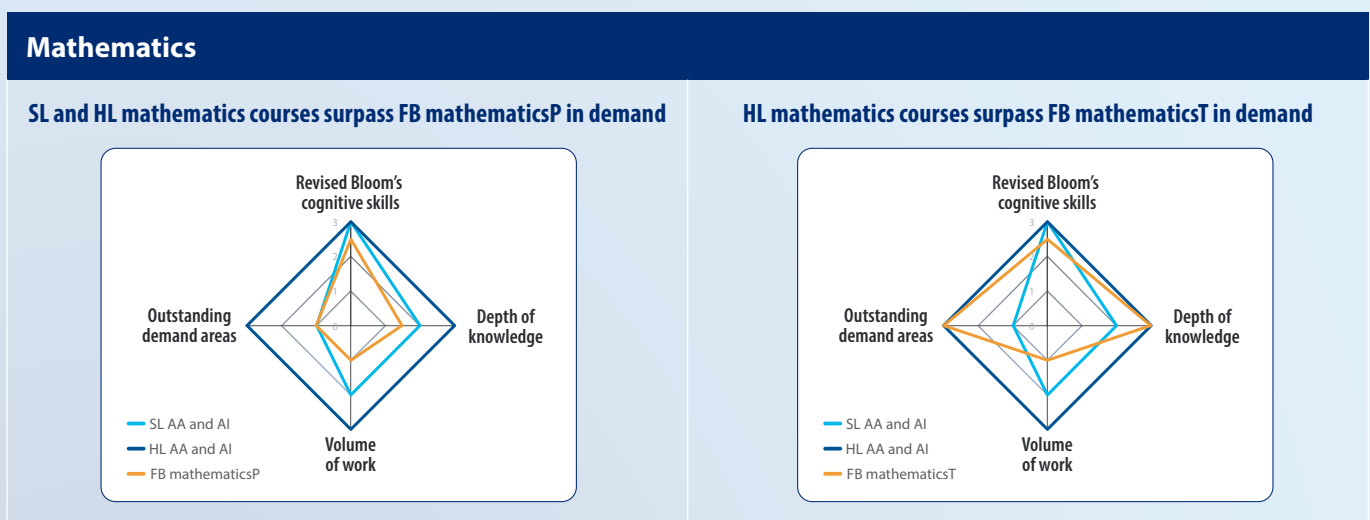 Mathematics
SL and HL mathematics courses surpass FB mathematicsP in demand
Revised Bloom's
cognitive skills
3
2
1
0
Outstanding
demand areas
Depth of
knowledge
Volume
of work
SL AA and AI
HL AA and AI
FB mathematicsP
HL mathematics courses surpass FB mathematicsT in demand
Revised Bloom's
cognitive skills
3
2
1
0
Outstanding
demand areas
Depth of
knowledge
Volume
of work
SL AA and AI
HL AA and AI
FB mathematicsT